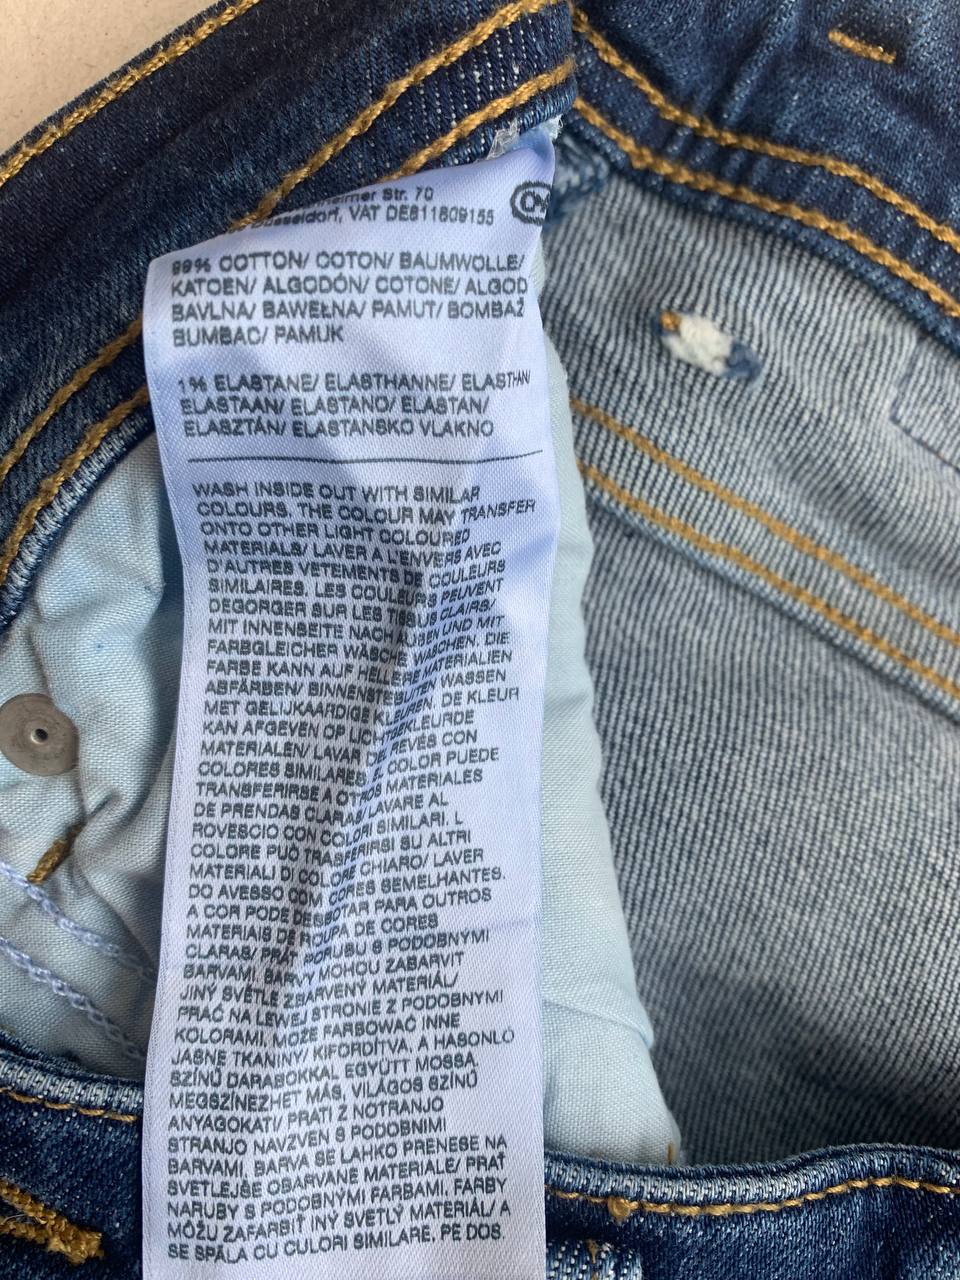 Str. 70
VAT DE811809155
99% COTTON/ COTON/ BAUMWOLLE/
KATOEN/ ALGODÓN/ COTONE/ ALGOD
BAVLNA/ BAWEŁNA/ PAMUT/ BOMBAŽ
BUMBAC/ PAMUK
1% ELASTANE/ ELASTHANNE/ ELASTHAN/
ELASTAAN/ ELASTANO/ ELASTAN/
ELASZTÁN/ ELASTANSKO VLAKNO
WASH INSIDE OUT WITH SIMILAR
COLOURS. THE COLOUR MAY TRANSFER
ONTO OTHER LIGHT COLOURED
MATERIALS/ LAVER A L'ENVERS AVEC
D'AUTRES VETEMENTS DE COULEURS
SIMILAIRES. LES COULEURS PEUVENT
DEGORGER SUR LES TISSUS CLAIRS/
MIT INNENSEITE NACH AUßEN UND MIT
FARBGLEICHER WÄSCHE WASCHEN. DIE
FARBE KANN AUF HELLERE MATERIALIEN
ABFÄRBEN/ BINNENSTEBUITEN WASSEN
MET GELIJKAARDIGE KLEUREN. DE KLEUR
KAN AFGEVEN OP LICHTGEKLEURDE
MATERIALEN/ LAVAR DEL REVÉS CON
COLORES SIMILARES. EL COLOR PUEDE
TRANSFERIRSE A OTROS MATERIALES
DE PRENDAS CLARAS/ LAVARE AL
ROVESCIO CON COLORI SIMILARI. L
COLORE PUÒ TRASFERIRSI SU ALTRI
MATERIALI DI COLORE CHIARO/ LAVER
DO AVESSO COM CORES SEMELHANTES.
A COR PODE DESBOTAR PARA OUTROS
MATERIAIS DE ROUPA DE CORES
CLARAS/ PRÁT PORUBU S PODOBNÝMI
BARVAMI. BARVY MOHOU ZABARVIT
JINÝ SVĚTLE ZBARVENÝ MATERIÁL/
PRAĆ NA LEWEJ STRONIE Z PODOBNYMI
KOLORAMI. MOŻE FARBOWAĆ INNE
JASNE TKANINY/ KIFORDÍTVA, A HASONLÓ
SZÍNŰ DARABOKKAL EGYÜTT MOSSA.
MEGSZÍNEZHET MÁS, VILÁGOS SZÍNŰ
ANYAGOKAT/ PRATI Z NOTRANJO
STRANJO NAVZVEN S PODOBNIMI
BARVAMI. BARVA SE LAHKO PRENESE NA
SVETLEJŠE OBARVANE MATERIALE/ PRAŤ
NARUBY S PODOBNÝMI FARBAMI. FARBY
MÔŽU ZAFARBIŤ INÝ SVETLÝ MATERIÁL/ A
SE SPĂLA CU CULORI SIMILARE, PE DOS.